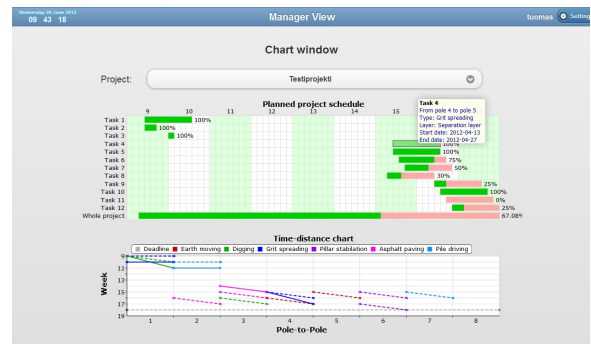 Wednesday 20 June 2012
09 43 18
Manager View
tuomas Setting
Chart window
Project: Testiprojekti
Planned project schedule
9 10 11 12 13 14 15
Task 4
From pole 4 to pole 5
Type: Grit spreading
Layer: Separation layer
Start date: 2012-04-13
End date: 2012-04-27
Task 1 100%
Task 2 100%
Task 3 100%
Task 4 100%
Task 5 100%
Task 6 75%
Task 7 50%
Task 8 30%
Task 9 25%
Task 10 100%
Task 11 0%
Task 12 25%
Whole project 67.08%
Time-distance chart
Deadline Earth moving Digging Grit spreading Pillar stabilation Asphalt paving Pile driving
Week
9
11
13
15
17
19
1 2 3 4 5 6 7 8
Pole-to-Pole